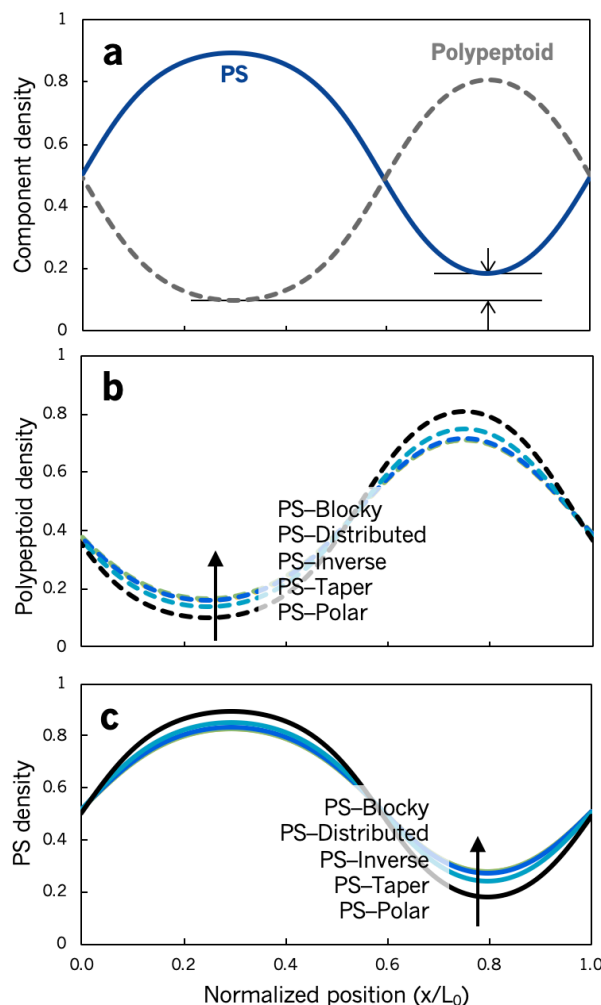 a
PS
Polypeptoid
Component density
1
0.8
0.6
0.4
0.2
0
b
Polypeptoid density
1
0.8
0.6
0.4
0.2
0
PS–Blocky
PS–Distributed
PS–Inverse
PS–Taper
PS–Polar
c
PS density
1
0.8
0.6
0.4
0.2
0
PS–Blocky
PS–Distributed
PS–Inverse
PS–Taper
PS–Polar
0.0 0.2 0.4 0.6 0.8 1.0
Normalized position (x/L₀)